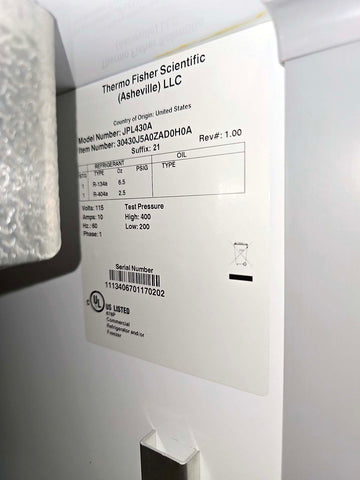 Thermo Fisher Scientific
(Asheville) LLC
Country of Origin: United States
Model Number: JPL430A
Item Number: 30430J5A0ZAD0H0A Rev#: 1.00
Suffix: 21
REFRIGERANT OIL
TYPE Oz PSIG TYPE
1 R-134a 6.5
1 R-404a 2.5
Volts: 115 Test Pressure
Amps: 10 High: 400
Hz.: 60 Low: 200
Phase: 1
Serial Number
1113406701170202
C UL US LISTED
Commercial
Refrigerator and/or
Freezer